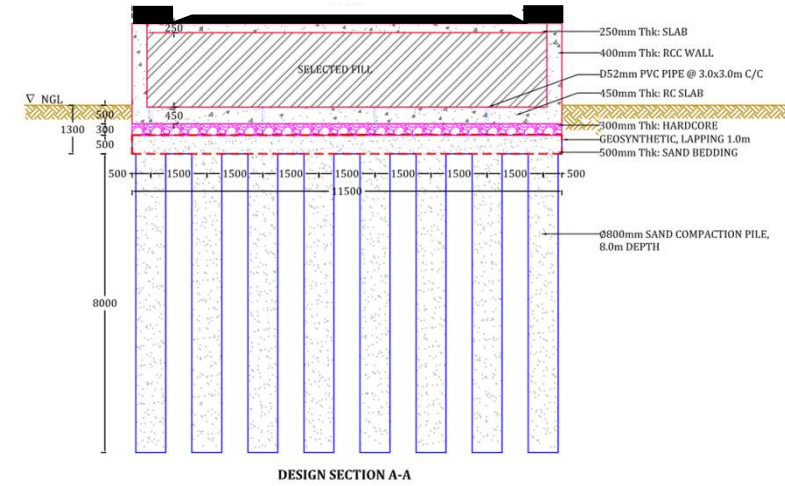 250
250mm Thk: SLAB
400mm Thk: RCC WALL
SELECTED FILL
D52mm PVC PIPE @ 3.0x3.0m C/C
450mm Thk: RC SLAB
NGL
500
450
1300
300
300mm Thk: HARDCORE
GEOSYNTHETIC, LAPPING 1.0m
500
500mm Thk: SAND BEDDING
500 1500 1500 1500 1500 1500 1500 1500 500
11500
Ø800mm SAND COMPACTION PILE,
8.0m DEPTH
8000
DESIGN SECTION A-A